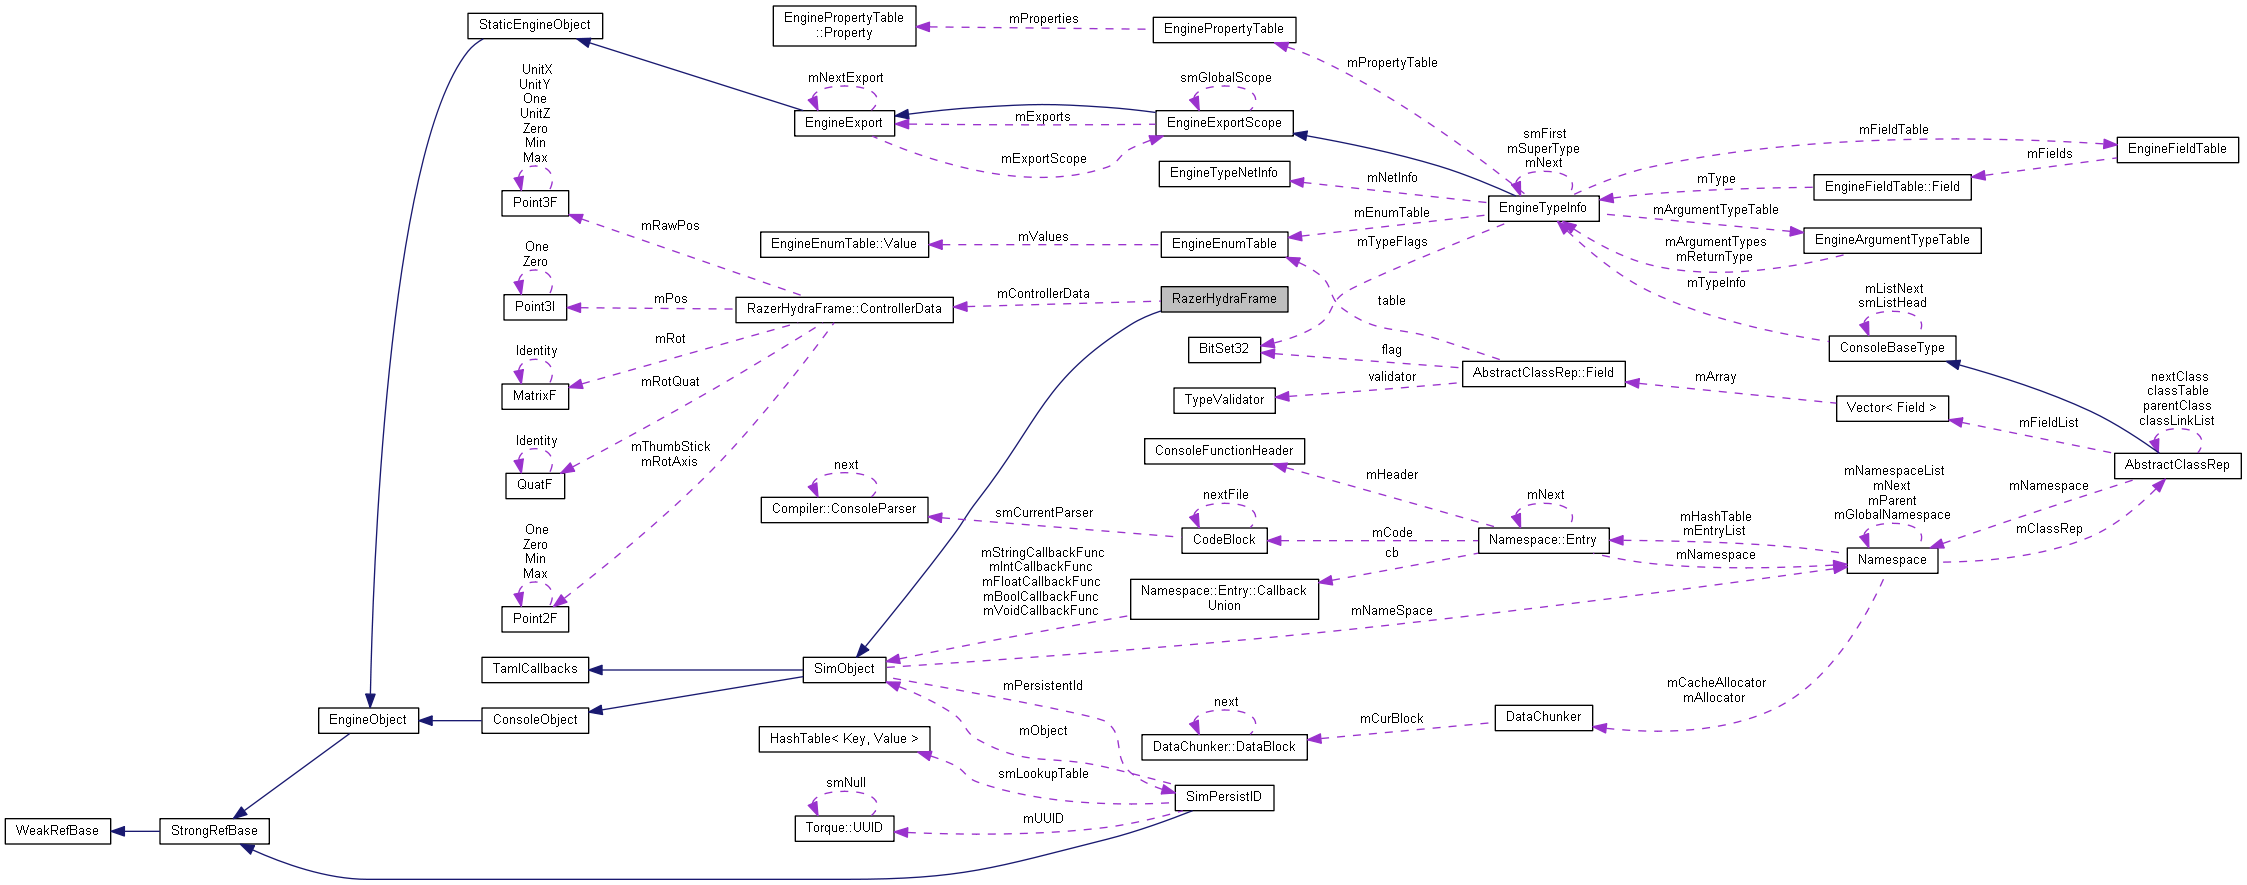 StaticEngineObject
EnginePropertyTable
::Property
mProperties
EnginePropertyTable
UnitX
UnitY
One
UnitZ
Zero
Min
Max
Point3F
mNextExport
EngineExport
mExports
mExportScope
smGlobalScope
EngineExportScope
mPropertyTable
EngineTypeNetInfo
mNetInfo
smFirst
mSuperType
mNext
EngineTypeInfo
mFieldTable
EngineFieldTable
mFields
mType
EngineFieldTable::Field
mArgumentTypeTable
EngineArgumentTypeTable
mArgumentTypes
mReturnType
mTypeInfo
mRawPos
EngineEnumTable::Value
mValues
EngineEnumTable
mEnumTable
mTypeFlags
One
Zero
Point3I
mPos
RazerHydraFrame::ControllerData
mControllerData
RazerHydraFrame
table
mListNext
smListHead
ConsoleBaseType
BitSet32
flag
AbstractClassRep::Field
TypeValidator
validator
mArray
Vector< Field >
mFieldList
nextClass
classTable
parentClass
classLinkList
AbstractClassRep
Identity
MatrixF
mRot
mRotQuat
Identity
QuatF
mThumbStick
mRotAxis
One
Zero
Min
Max
Point2F
next
Compiler::ConsoleParser
smCurrentParser
ConsoleFunctionHeader
mHeader
nextFile
CodeBlock
mCode
cb
mNext
Namespace::Entry
mHashTable
mEntryList
mNamespace
mNamespaceList
mNext
mParent
mGlobalNamespace
Namespace
mNamespace
mClassRep
mStringCallbackFunc
mIntCallbackFunc
mFloatCallbackFunc
mBoolCallbackFunc
mVoidCallbackFunc
Namespace::Entry::Callback
Union
mNameSpace
TamlCallbacks
SimObject
mPersistentId
mObject
EngineObject
ConsoleObject
HashTable< Key, Value >
smLookupTable
next
DataChunker::DataBlock
mCurBlock
DataChunker
mCacheAllocator
mAllocator
smNull
Torque::UUID
mUUID
SimPersistID
WeakRefBase
StrongRefBase